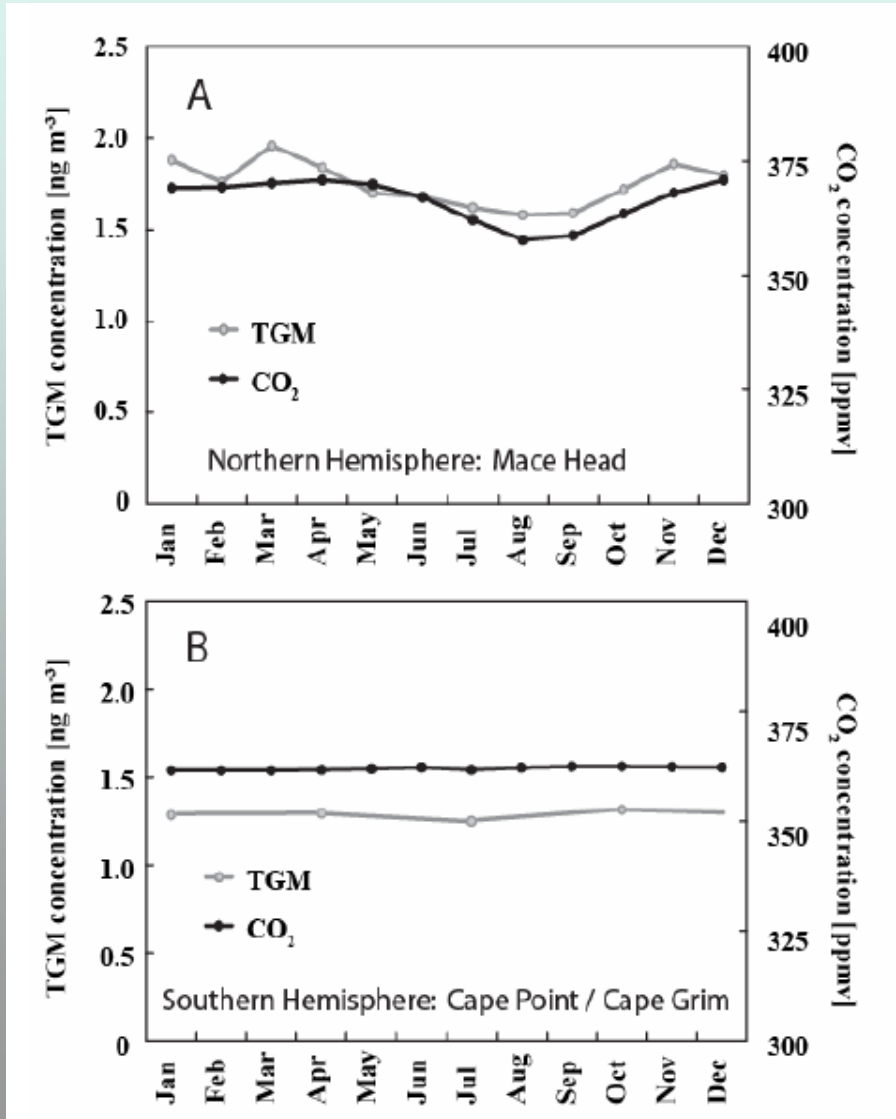 2.5
2.0
1.5
1.0
0.5
0
TGM concentration [ng m⁻³]
A
TGM
CO₂
Northern Hemisphere: Mace Head
400
375
350
325
300
CO₂ concentration [ppmv]
Jan
Feb
Mar
Apr
May
Jun
Jul
Aug
Sep
Oct
Nov
Dec
2.5
2.0
1.5
1.0
0.5
0
TGM concentration [ng m⁻³]
B
TGM
CO₂
Southern Hemisphere: Cape Point / Cape Grim
400
375
350
325
300
CO₂ concentration [ppmv]
Jan
Feb
Mar
Apr
May
Jun
Jul
Aug
Sep
Oct
Nov
Dec